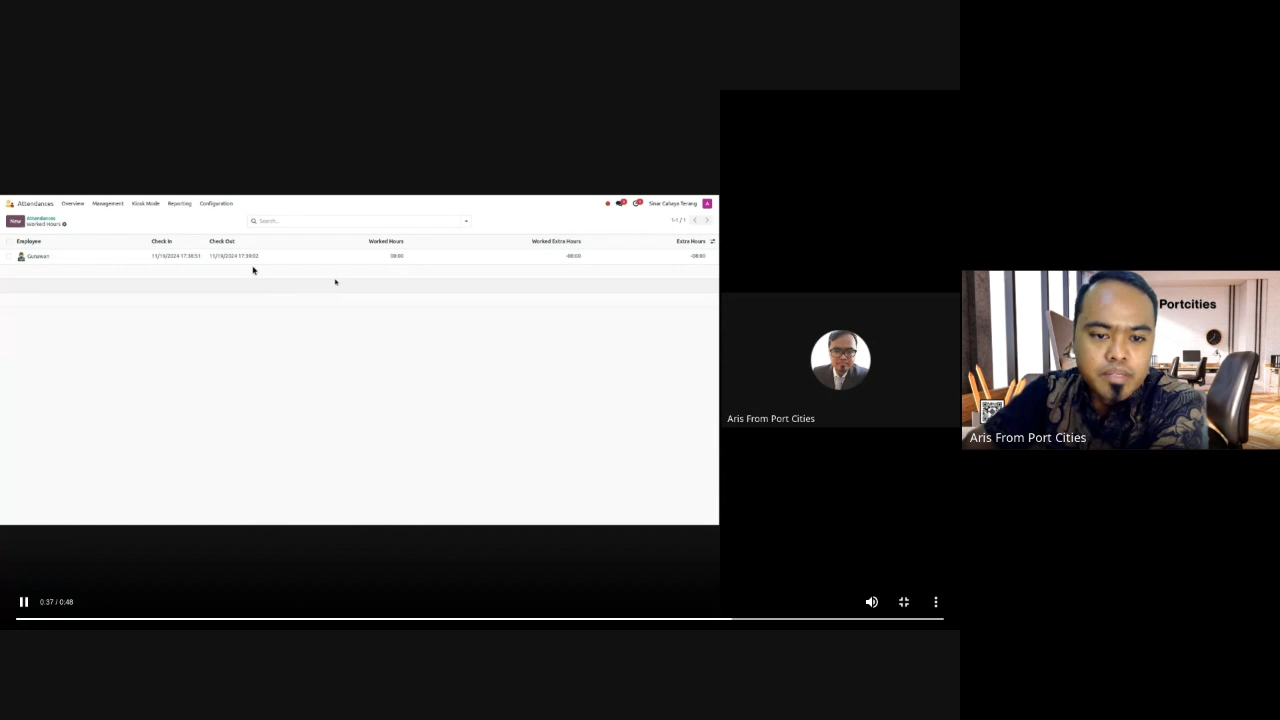 Attendances Overview Management Kiosk Mode Reporting Configuration Sinar Cahaya Terang A
New Attendances
Worked Hours
Search...
1-1 / 1
Employee Check In Check Out Worked Hours Worked Extra Hours Extra Hours
Gunawan 11/19/2024 17:38:51 11/19/2024 17:39:02 00:00 -08:00 -08:00
Aris From Port Cities
Portcities
Aris From Port Cities
0:37 / 0:48